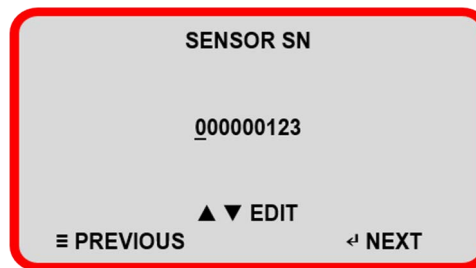 SENSOR SN
000000123
▲ ▼ EDIT
≡ PREVIOUS ↵ NEXT